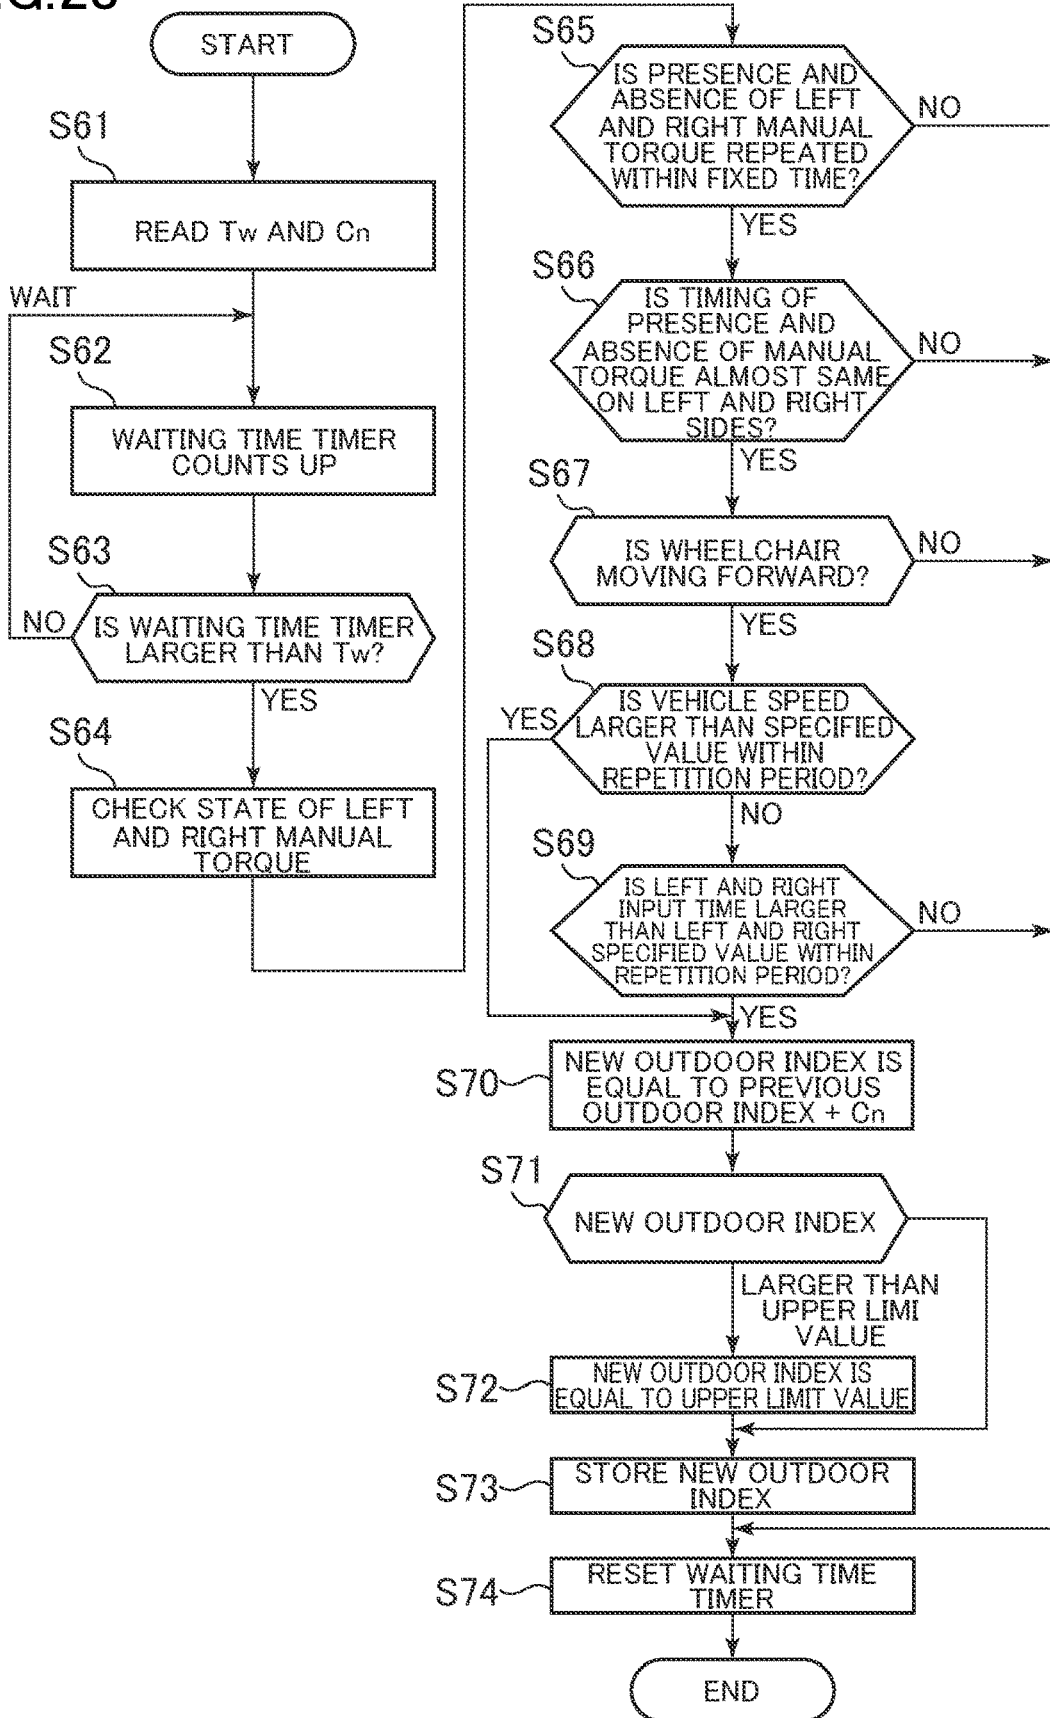 START
S61
READ Tw AND Cn
WAIT
S62
WAITING TIME TIMER
COUNTS UP
S63
NO
IS WAITING TIME TIMER
LARGER THAN Tw?
YES
S64
CHECK STATE OF LEFT
AND RIGHT MANUAL
TORQUE
S65
IS PRESENCE AND
ABSENCE OF LEFT
AND RIGHT MANUAL
TORQUE REPEATED
WITHIN FIXED TIME?
NO
YES
S66
IS TIMING OF
PRESENCE AND
ABSENCE OF MANUAL
TORQUE ALMOST SAME
ON LEFT AND RIGHT
SIDES?
NO
YES
S67
IS WHEELCHAIR
MOVING FORWARD?
NO
YES
S68
YES
IS VEHICLE SPEED
LARGER THAN SPECIFIED
VALUE WITHIN
REPETITION PERIOD?
NO
S69
IS LEFT AND RIGHT
INPUT TIME LARGER
THAN LEFT AND RIGHT
SPECIFIED VALUE WITHIN
REPETITION PERIOD?
NO
YES
S70
NEW OUTDOOR INDEX IS
EQUAL TO PREVIOUS
OUTDOOR INDEX + Cn
S71
NEW OUTDOOR INDEX
LARGER THAN
UPPER LIMI
VALUE
S72
NEW OUTDOOR INDEX IS
EQUAL TO UPPER LIMIT VALUE
S73
STORE NEW OUTDOOR
INDEX
S74
RESET WAITING TIME
TIMER
END